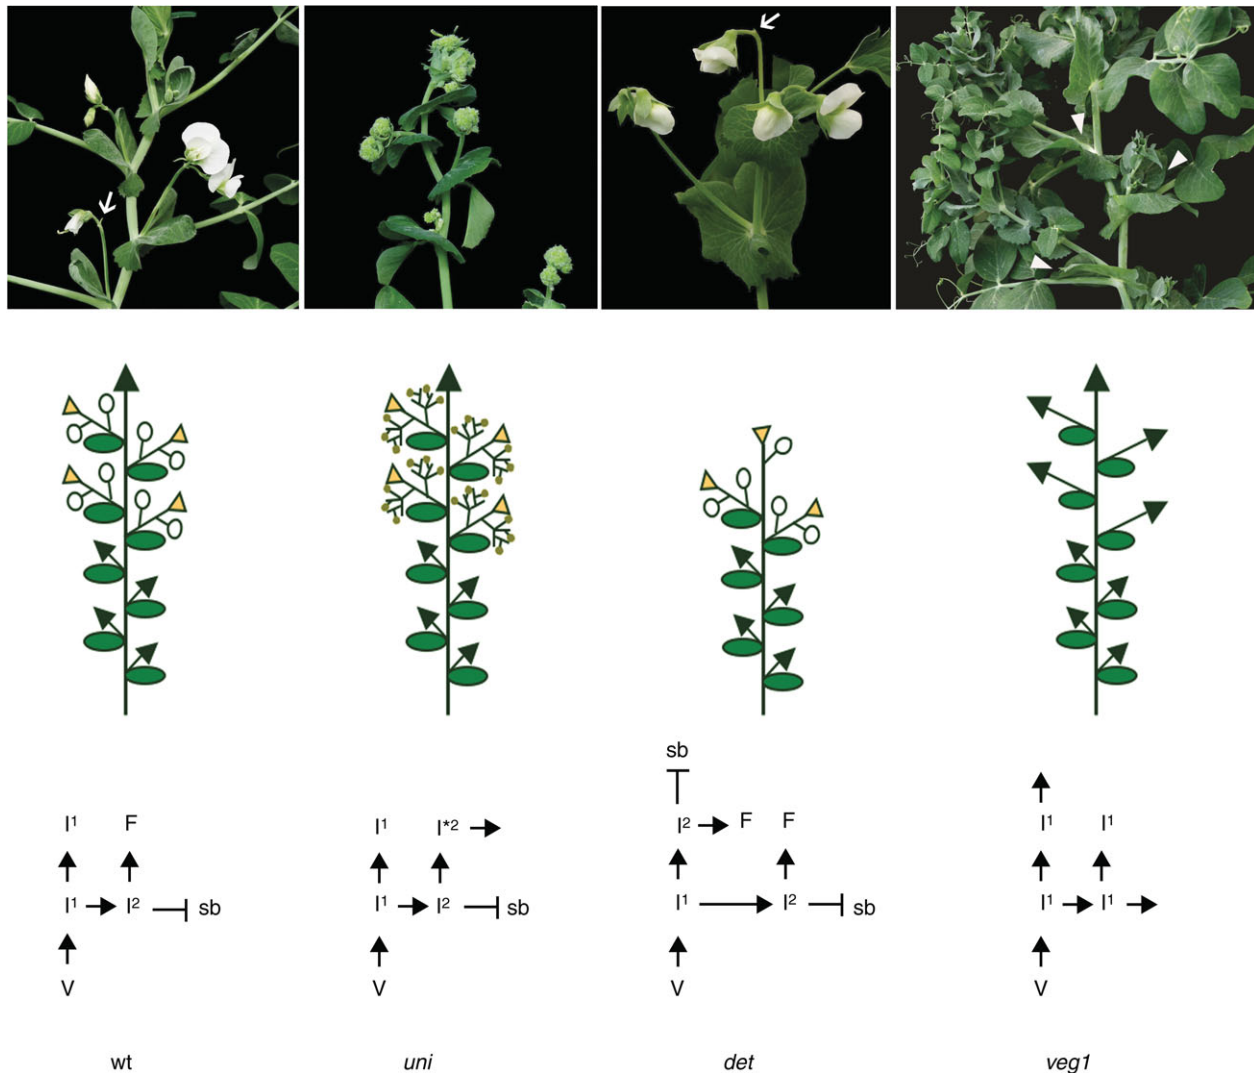 sb
I¹ F I¹ I*² I² F F I¹ I¹
I¹ I² sb I¹ I² sb I¹ I² sb I¹ I¹
V V V V
wt uni det veg1